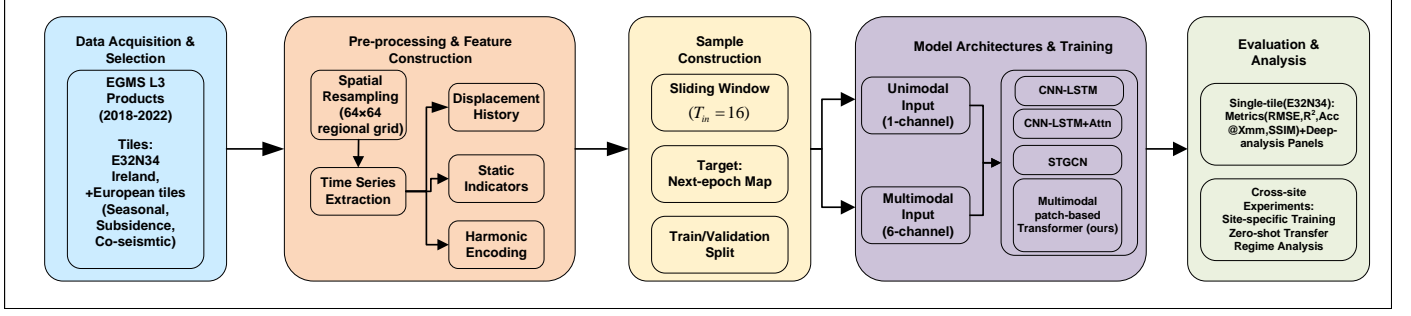 Data Acquisition &
Selection
EGMS L3
Products
(2018-2022)
Tiles:
E32N34
Ireland,
+European tiles
(Seasonal,
Subsidence,
Co-seismtic)
Pre-processing & Feature
Construction
Spatial
Resampling
(64×64
regional grid)
Time Series
Extraction
Displacement
History
Static
Indicators
Harmonic
Encoding
Sample
Construction
Sliding Window
(T_in = 16)
Target:
Next-epoch Map
Train/Validation
Split
Model Architectures & Training
Unimodal
Input
(1-channel)
Multimodal
Input
(6-channel)
CNN-LSTM
CNN-LSTM+Attn
STGCN
Multimodal
patch-based
Transformer (ours)
Evaluation &
Analysis
Single-tile(E32N34):
Metrics(RMSE,R²,Acc
@Xmm,SSIM)+Deep-
analysis Panels
Cross-site
Experiments:
Site-specific Training
Zero-shot Transfer
Regime Analysis